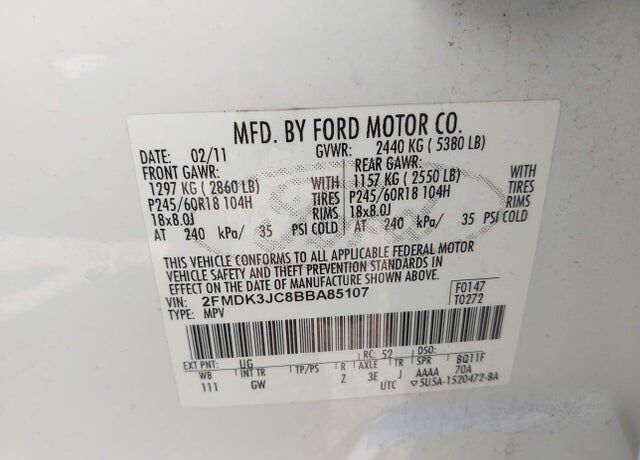 MFD. BY FORD MOTOR CO.
DATE: 02/11 GVWR: 2440 KG ( 5380 LB)
FRONT GAWR: REAR GAWR:
1297 KG ( 2860 LB) WITH 1157 KG ( 2550 LB) WITH
P245/60R18 104H TIRES P245/60R18 104H TIRES
18x8.0J RIMS 18x8.0J RIMS
AT 240 kPa/ 35 PSI COLD AT 240 kPa/ 35 PSI COLD
THIS VEHICLE CONFORMS TO ALL APPLICABLE FEDERAL MOTOR
VEHICLE SAFETY AND THEFT PREVENTION STANDARDS IN
EFFECT ON THE DATE OF MANUFACTURE SHOWN ABOVE.
VIN: 2FMDK3JC8BBA85107 F0147
TYPE: MPV T0272
EXT PNT: UG RC: 52 DSO:
WB INT TR TP/PS R AXLE TR SPR BQ11F
111 GW Z 3E J AAAA 70A
UTC ▽5U5A-1520472-BA